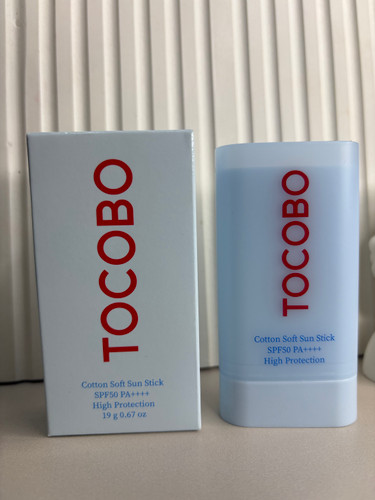 TOCOBO
Cotton Soft Sun Stick
SPF50 PA++++
High Protection
19 g 0.67 oz
TOCOBO
Cotton Soft Sun Stick
SPF50 PA++++
High Protection